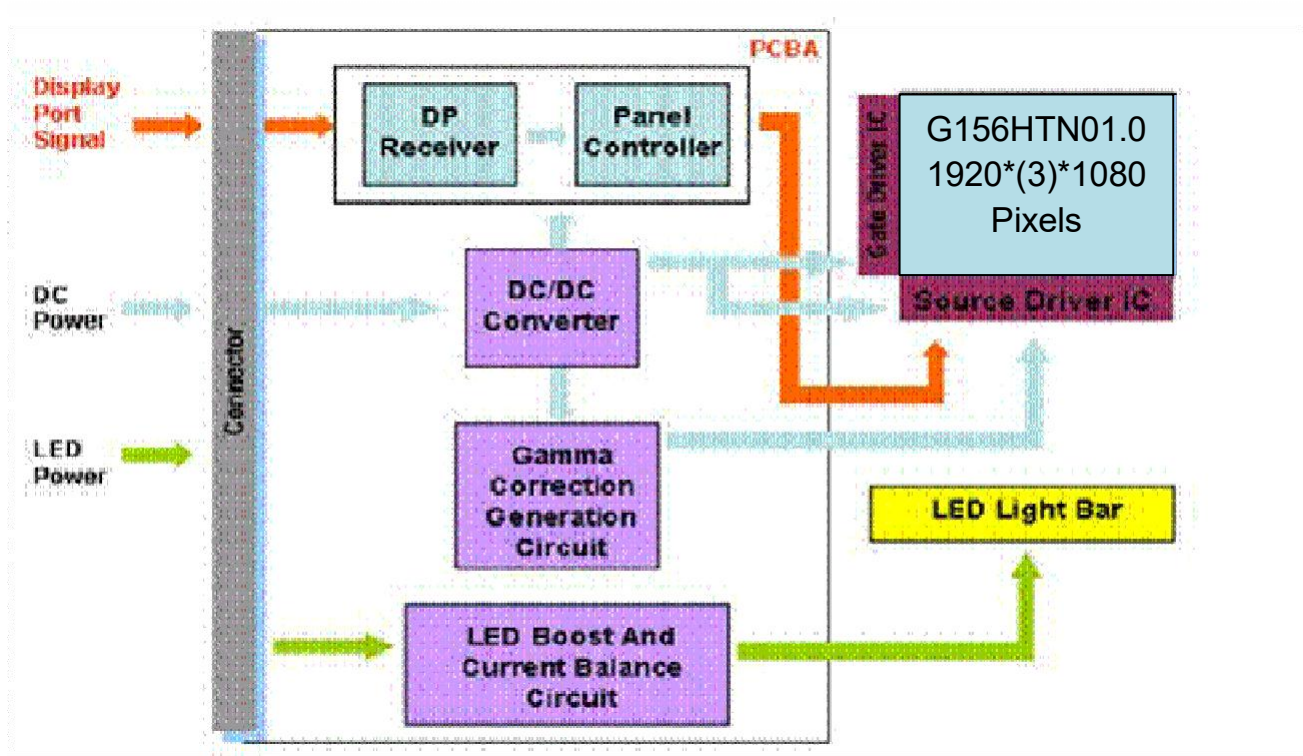 PCBA
Display
Port
Signal
DP
Receiver
Panel
Controller
Gate Driver IC
G156HTN01.0
1920*(3)*1080
Pixels
Source Driver IC
DC
Power
DC/DC
Converter
Connector
LED
Power
Gamma
Correction
Generation
Circuit
LED Light Bar
LED Boost And
Current Balance
Circuit